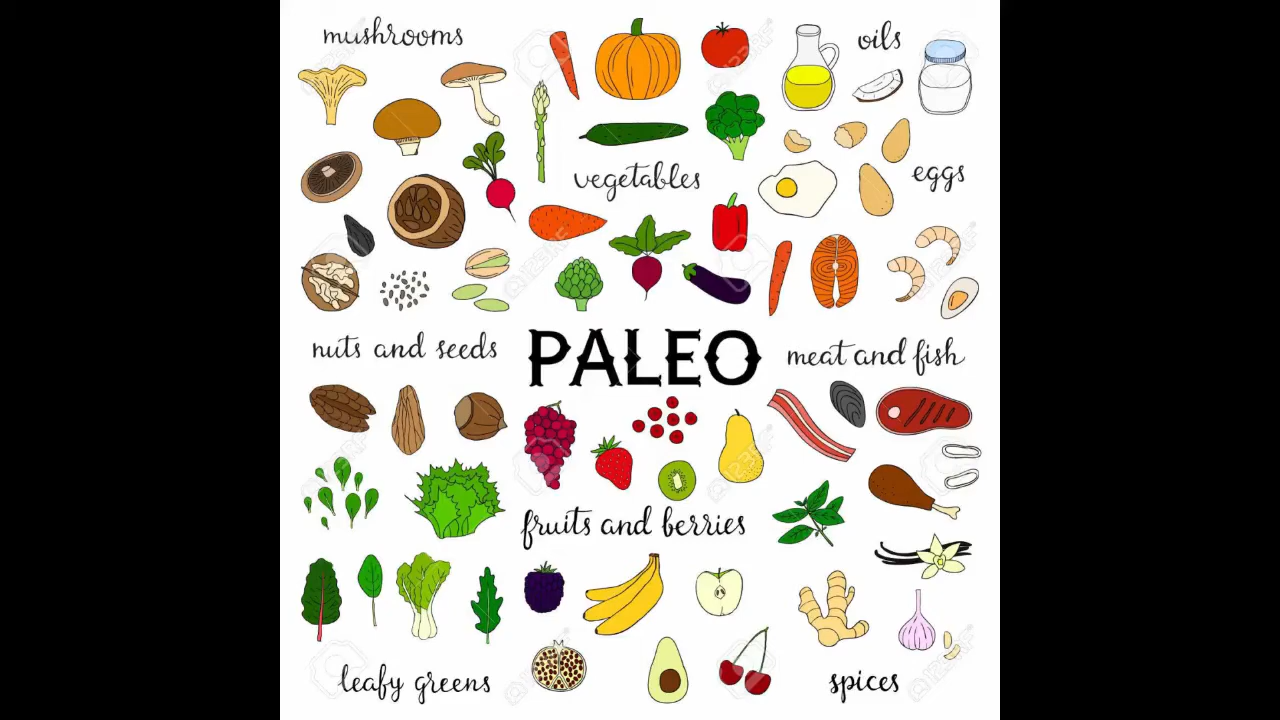 mushrooms
oils
vegetables
eggs
nuts and seeds
PALEO
meat and fish
fruits and berries
leafy greens
spices